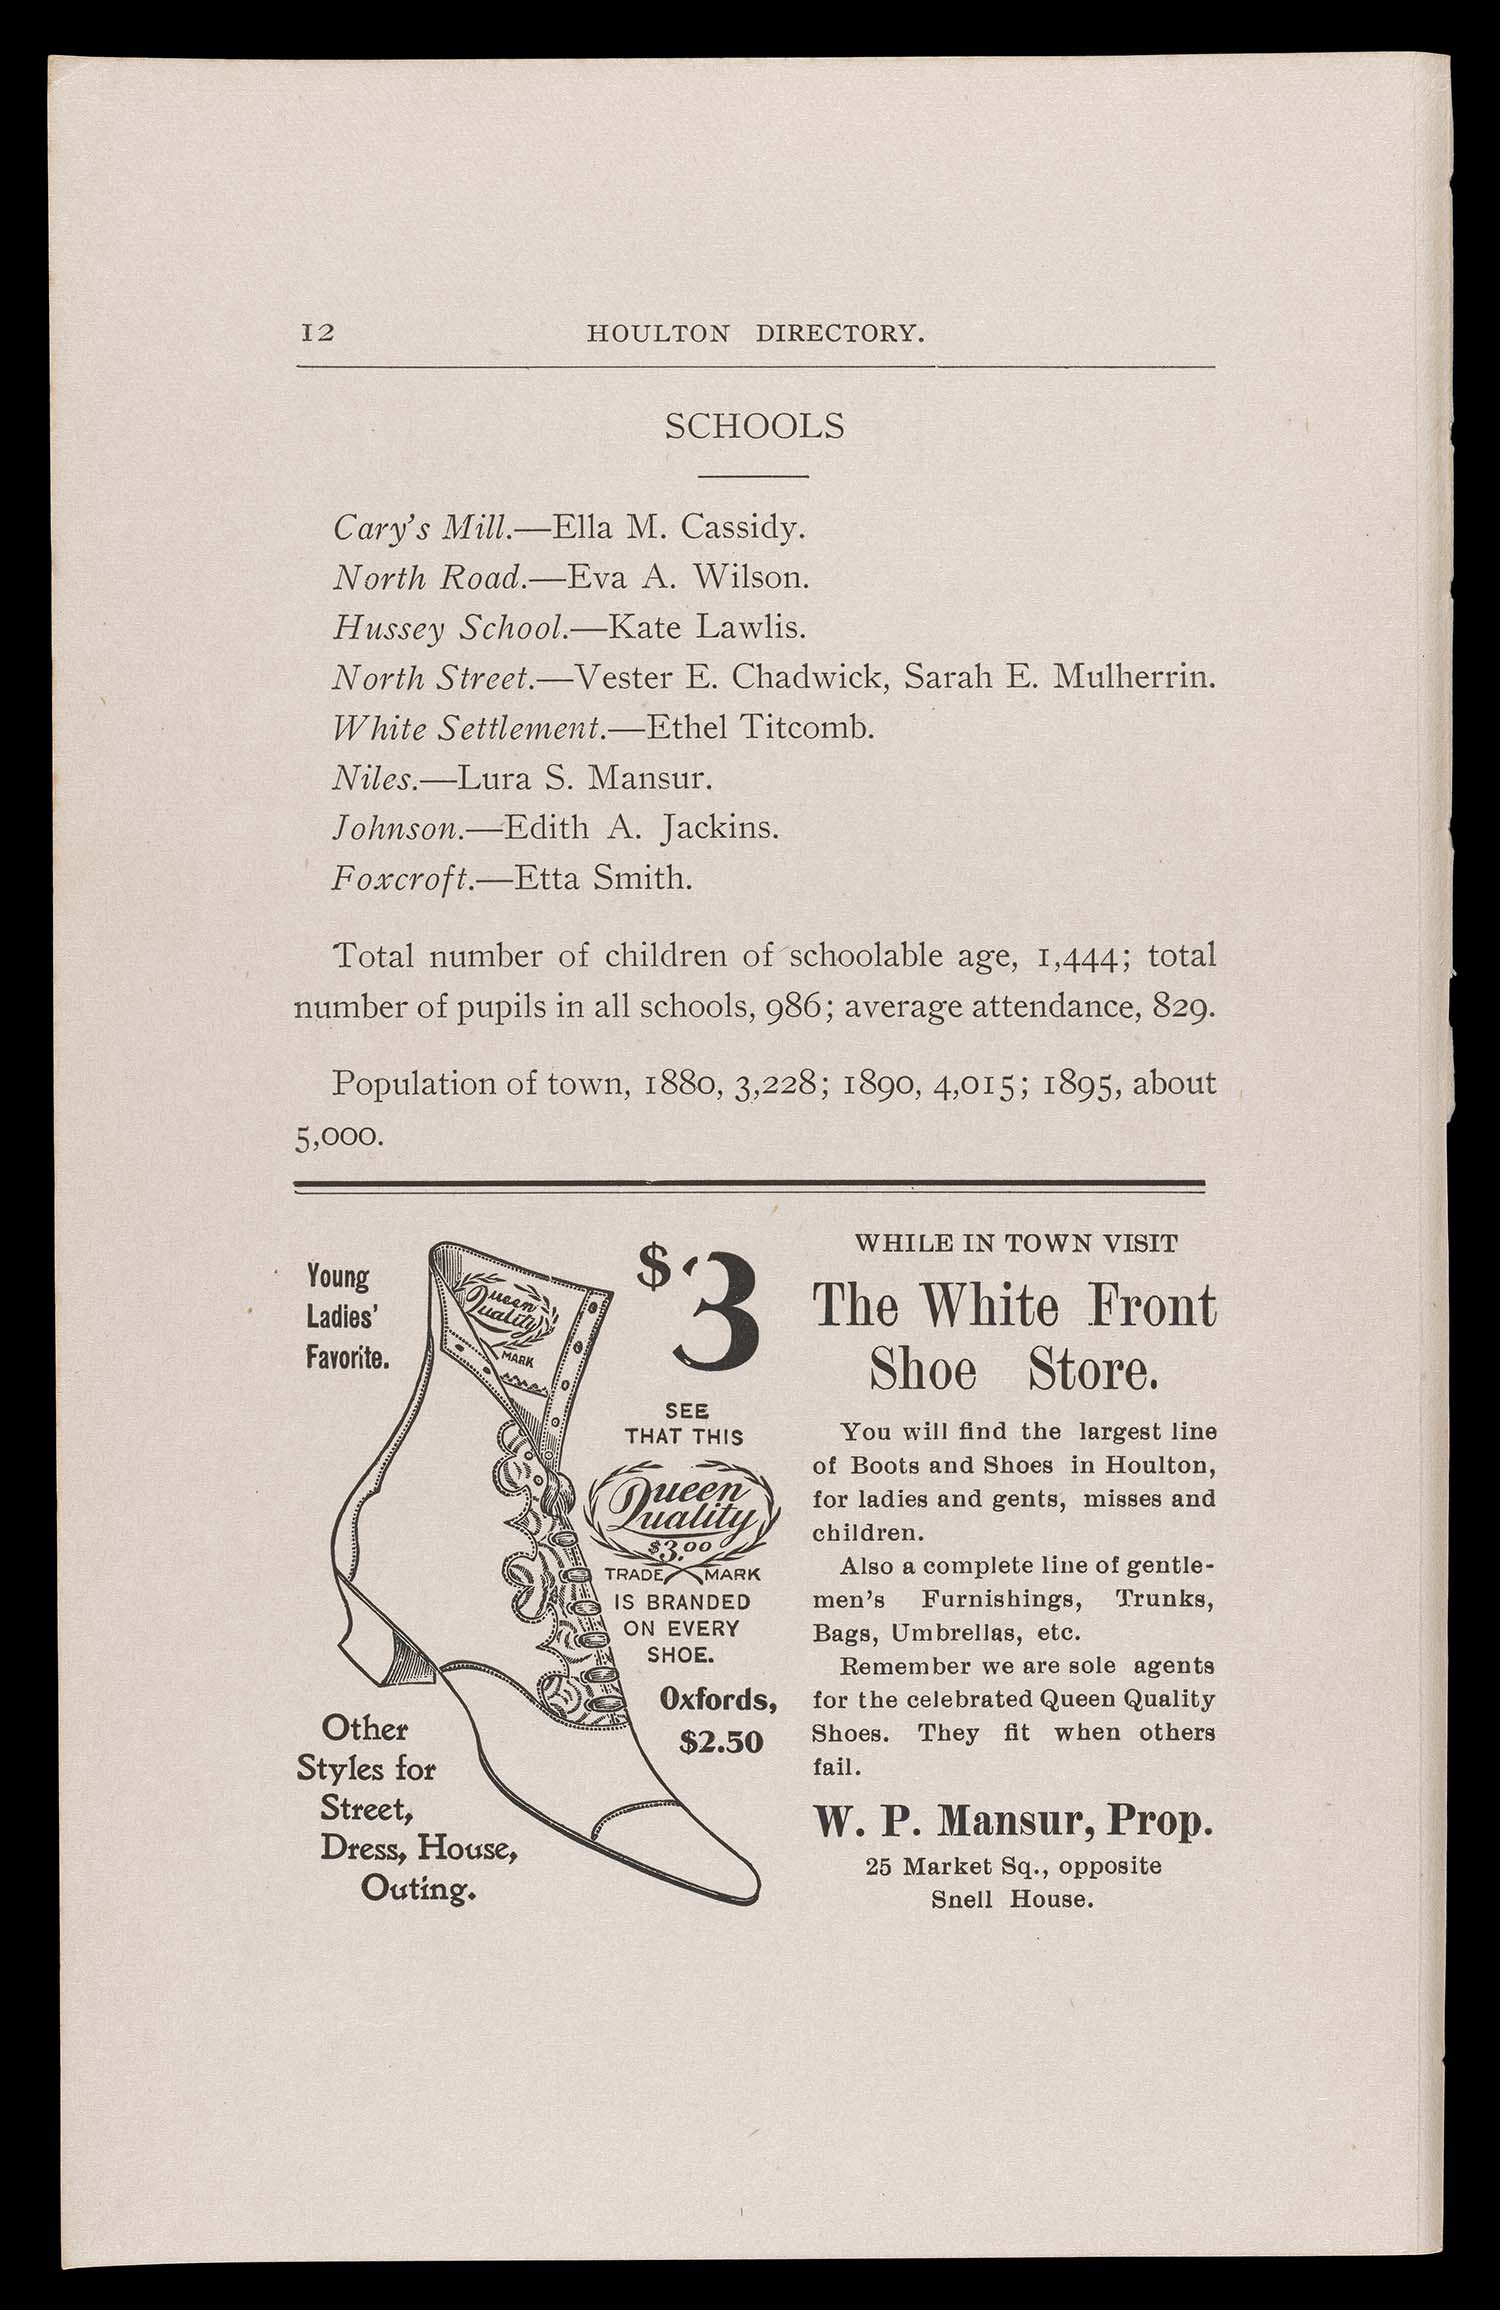 12 HOULTON DIRECTORY.
SCHOOLS
Cary's Mill.—Ella M. Cassidy.
North Road.—Eva A. Wilson.
Hussey School.—Kate Lawlis.
North Street.—Vester E. Chadwick, Sarah E. Mulherrin.
White Settlement.—Ethel Titcomb.
Niles.—Lura S. Mansur.
Johnson.—Edith A. Jackins.
Foxcroft.—Etta Smith.
Total number of children of schoolable age, 1,444; total
number of pupils in all schools, 986; average attendance, 829.
Population of town, 1880, 3,228; 1890, 4,015; 1895, about
5,000.
Young
Ladies'
Favorite.
Queen
Quality
MARK
$3
SEE
THAT THIS
Queen
Quality
$3.00
TRADE MARK
IS BRANDED
ON EVERY
SHOE.
Oxfords,
$2.50
Other
Styles for
Street,
Dress, House,
Outing.
WHILE IN TOWN VISIT
The White Front
Shoe Store.
You will find the largest line
of Boots and Shoes in Houlton,
for ladies and gents, misses and
children.
Also a complete line of gentle-
men's Furnishings, Trunks,
Bags, Umbrellas, etc.
Remember we are sole agents
for the celebrated Queen Quality
Shoes. They fit when others
fail.
W. P. Mansur, Prop.
25 Market Sq., opposite
Snell House.